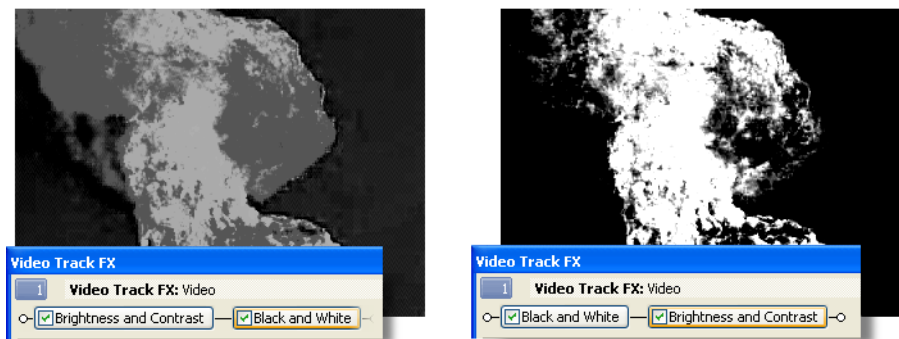 Video Track FX
1 Video Track FX: Video
Brightness and Contrast Black and White
Video Track FX
1 Video Track FX: Video
Black and White Brightness and Contrast